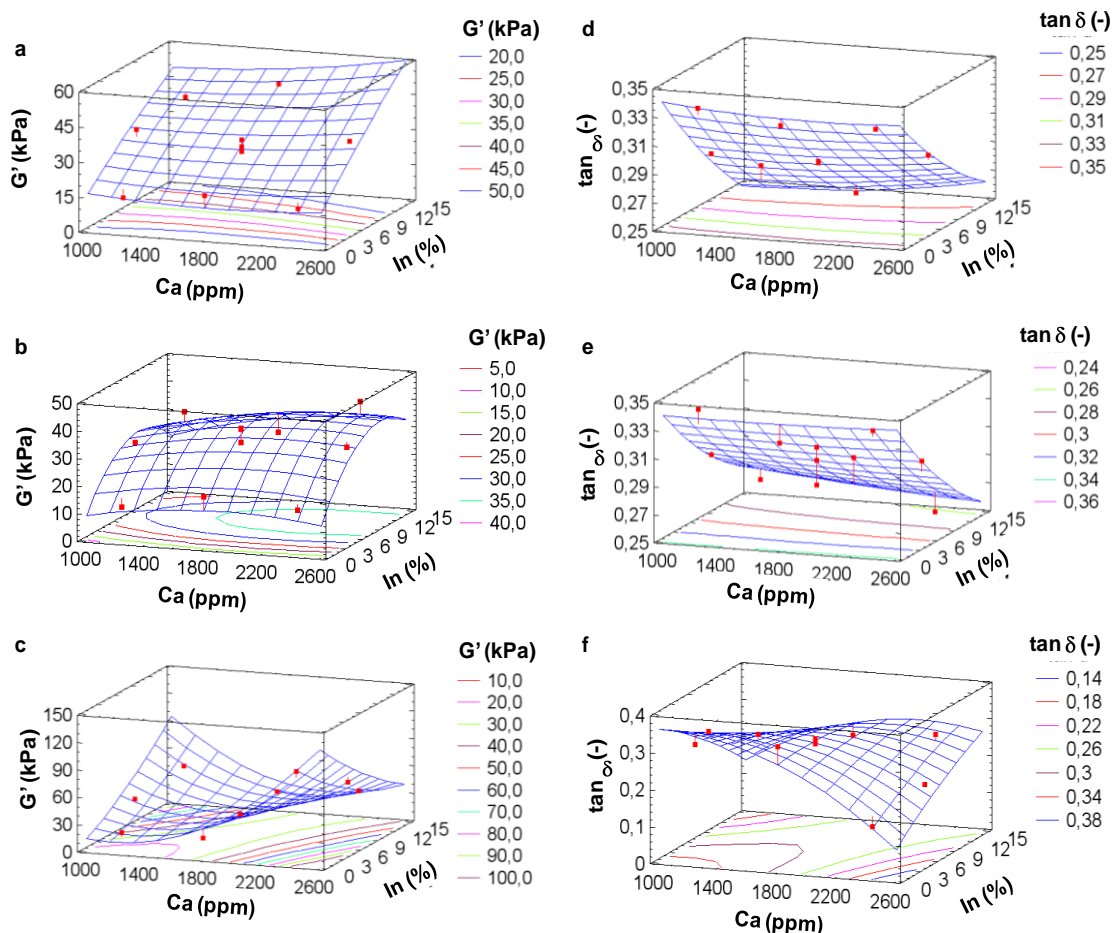 a
G' (kPa)
60
45
30
15
0
G' (kPa)
1000 1400 1800 2200 2600
Ca (ppm)
0 3 6 9 12 15
In (%)
G' (kPa)
20,0
25,0
30,0
35,0
40,0
45,0
50,0
d
tan δ (-)
0,35
0,33
0,31
0,29
0,27
0,25
tan δ (-)
1000 1400 1800 2200 2600
Ca (ppm)
0 3 6 9 12 15
In (%)
0,25
0,27
0,29
0,31
0,33
0,35
b
G' (kPa)
50
40
30
20
10
0
G' (kPa)
1000 1400 1800 2200 2600
Ca (ppm)
0 3 6 9 12 15
In (%)
5,0
10,0
15,0
20,0
25,0
30,0
35,0
40,0
e
tan δ (-)
0,35
0,33
0,31
0,29
0,27
0,25
tan δ (-)
1000 1400 1800 2200 2600
Ca (ppm)
0 3 6 9 12 15
In (%)
0,24
0,26
0,28
0,3
0,32
0,34
0,36
c
G' (kPa)
150
120
90
60
30
0
G' (kPa)
1000 1400 1800 2200 2600
Ca (ppm)
0 3 6 9 12 15
In (%)
10,0
20,0
30,0
40,0
50,0
60,0
70,0
80,0
90,0
100,0
f
tan δ (-)
0,4
0,3
0,2
0,1
0
tan δ (-)
1000 1400 1800 2200 2600
Ca (ppm)
0 3 6 9 12 15
In (%)
0,14
0,18
0,22
0,26
0,3
0,34
0,38